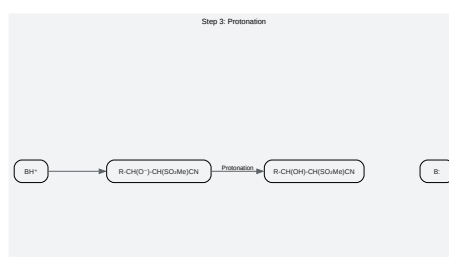 Step 3: Protonation
BH⁺
R-CH(O⁻)-CH(SO₂Me)CN
Protonation
R-CH(OH)-CH(SO₂Me)CN
B: